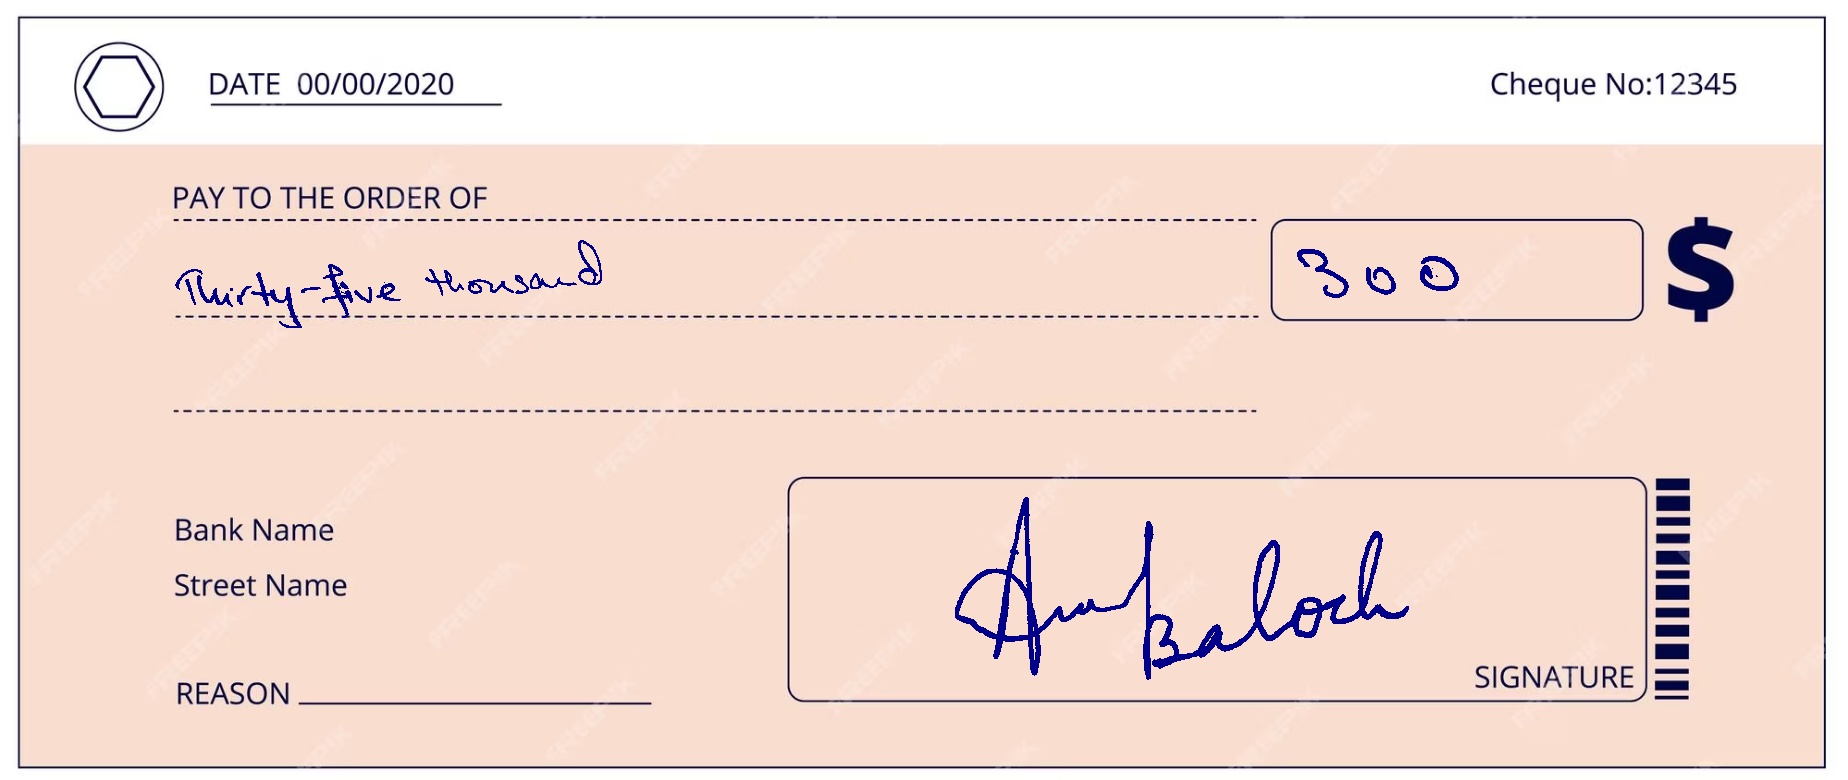 DATE 00/00/2020
Cheque No:12345
PAY TO THE ORDER OF
Thirty-five thousand
300
$
Bank Name
Street Name
Baloch
SIGNATURE
REASON